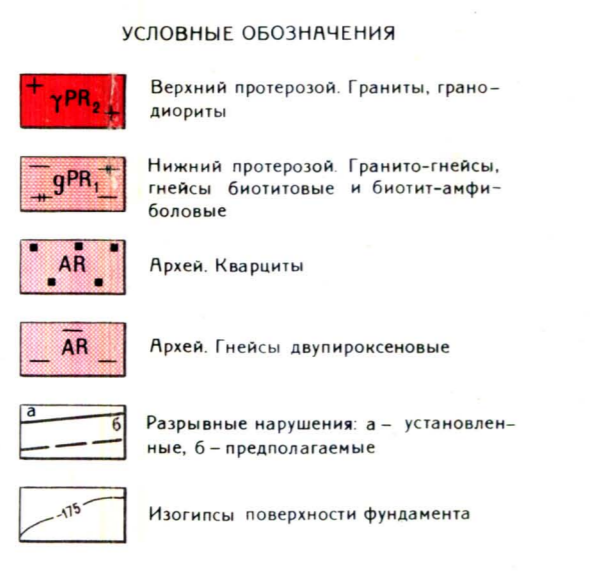 УСЛОВНЫЕ ОБОЗНАЧЕНИЯ
γPR₂
Верхний протерозой. Граниты, грано-
диориты
gPR₁
Нижний протерозой. Гранито-гнейсы,
гнейсы биотитовые и биотит-амфи-
боловые
AR
Архей. Кварциты
AR
Архей. Гнейсы двупироксеновые
а
б
Разрывные нарушения: а – установлен-
ные, б – предполагаемые
-175
Изогипсы поверхности фундамента